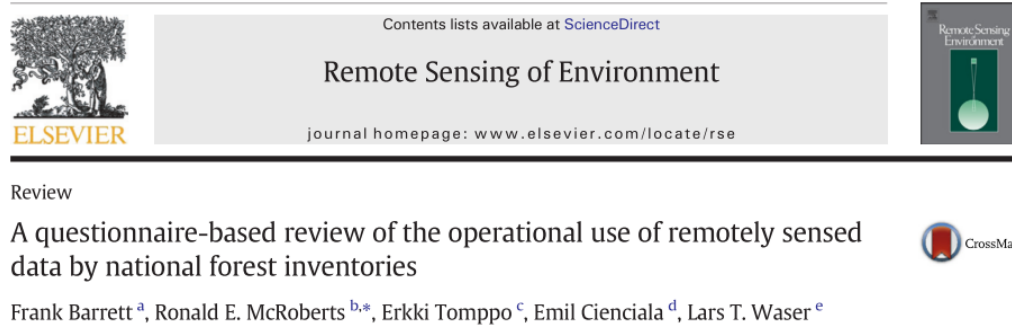 Contents lists available at ScienceDirect
Remote Sensing of Environment
journal homepage: www.elsevier.com/locate/rse
ELSEVIER
Remote Sensing
Environment
Review
A questionnaire-based review of the operational use of remotely sensed
data by national forest inventories
CrossMa
Frank Barrett a, Ronald E. McRoberts b,*, Erkki Tomppo c, Emil Cienciala d, Lars T. Waser e